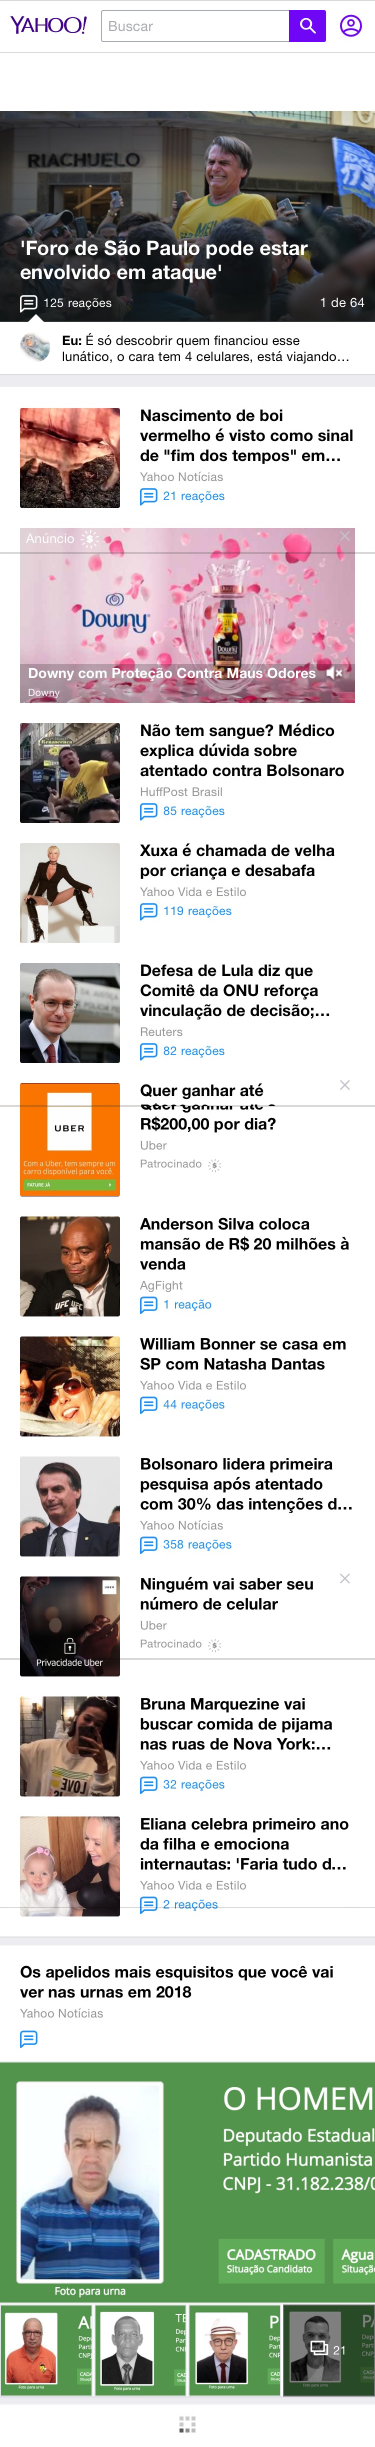 YAHOO!
Buscar
RIACHUELO
'Foro de São Paulo pode estar
envolvido em ataque'
125 reações
1 de 64
Eu: É só descobrir quem financiou esse
lunático, o cara tem 4 celulares, está viajando…
Nascimento de boi
vermelho é visto como sinal
de "fim dos tempos" em…
Yahoo Notícias
21 reações
Anúncio
Downy
Downy com Proteção Contra Maus Odores
Downy
Não tem sangue? Médico
explica dúvida sobre
atentado contra Bolsonaro
HuffPost Brasil
85 reações
Xuxa é chamada de velha
por criança e desabafa
Yahoo Vida e Estilo
119 reações
Defesa de Lula diz que
Comitê da ONU reforça
vinculação de decisão;…
Reuters
82 reações
UBER
Com a Uber, tem sempre um
carro disponível para você.
FATURE JÁ
Quer ganhar até
R$200,00 por dia?
Uber
Patrocinado
UFC UFC
Anderson Silva coloca
mansão de R$ 20 milhões à
venda
AgFight
1 reação
William Bonner se casa em
SP com Natasha Dantas
Yahoo Vida e Estilo
44 reações
Bolsonaro lidera primeira
pesquisa após atentado
com 30% das intenções d…
Yahoo Notícias
358 reações
Privacidade Uber
Ninguém vai saber seu
número de celular
Uber
Patrocinado
Bruna Marquezine vai
buscar comida de pijama
nas ruas de Nova York:…
Yahoo Vida e Estilo
32 reações
Eliana celebra primeiro ano
da filha e emociona
internautas: 'Faria tudo d…
Yahoo Vida e Estilo
2 reações
Os apelidos mais esquisitos que você vai
ver nas urnas em 2018
Yahoo Notícias
O HOMEM
Deputado Estadual
Partido Humanista
CNPJ - 31.182.238/0
CADASTRADO
Situação Candidato
Agua
Situaçã
Foto para urna
21